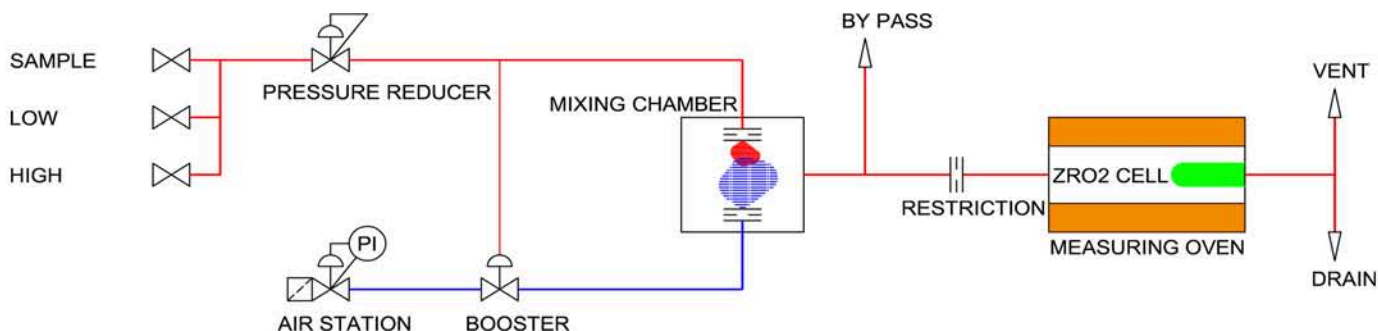 BY PASS
SAMPLE
VENT
PRESSURE REDUCER
MIXING CHAMBER
LOW
HIGH
ZRO2 CELL
RESTRICTION
PI
MEASURING OVEN
DRAIN
AIR STATION
BOOSTER